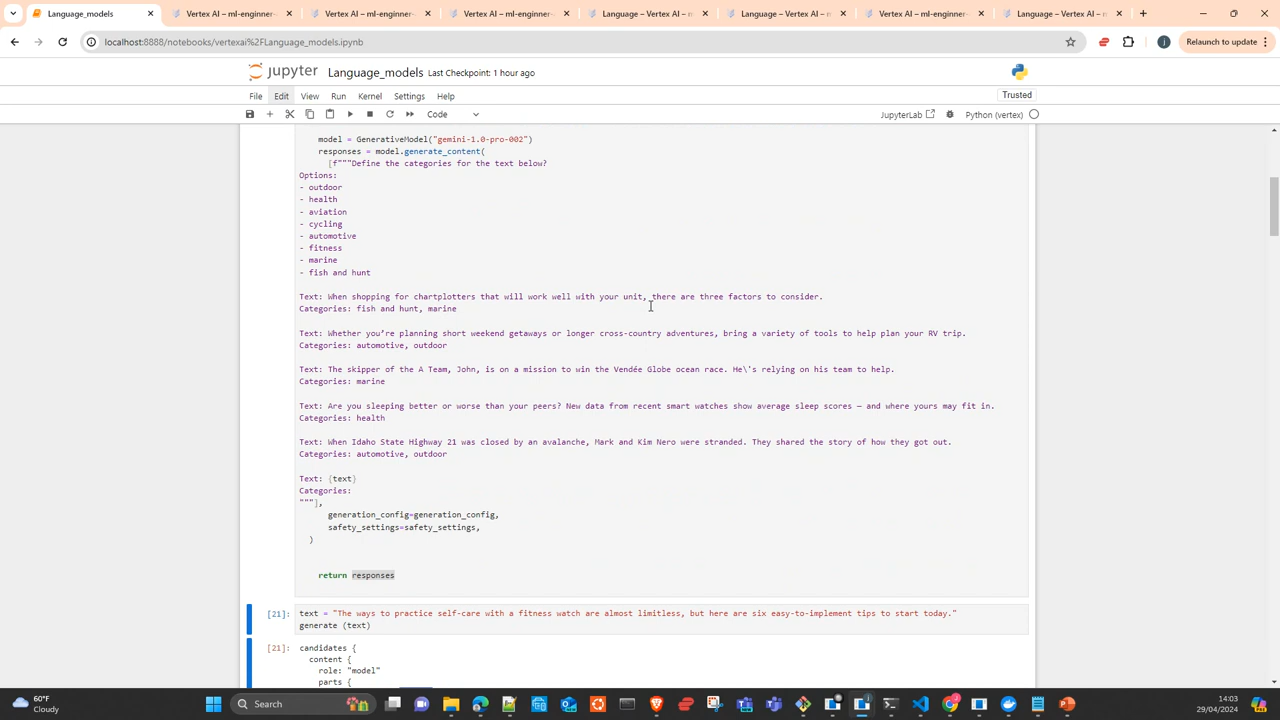 Language_models
Vertex AI – ml-enginner-
Vertex AI – ml-enginner-
Vertex AI – ml-enginner-
Language – Vertex AI – m
Language – Vertex AI – m
Vertex AI – ml-enginner-
Language – Vertex AI – m
localhost:8888/notebooks/vertexai%2FLanguage_models.ipynb
Relaunch to update
jupyter Language_models Last Checkpoint: 1 hour ago
File Edit View Run Kernel Settings Help
Trusted
Code
JupyterLab
Python (vertex)
model = GenerativeModel("gemini-1.0-pro-002")
responses = model.generate_content(
[f"""Define the categories for the text below?
Options:
- outdoor
- health
- aviation
- cycling
- automotive
- fitness
- marine
- fish and hunt
Text: When shopping for chartplotters that will work well with your unit, there are three factors to consider.
Categories: fish and hunt, marine
Text: Whether you're planning short weekend getaways or longer cross-country adventures, bring a variety of tools to help plan your RV trip.
Categories: automotive, outdoor
Text: The skipper of the A Team, John, is on a mission to win the Vendée Globe ocean race. He\'s relying on his team to help.
Categories: marine
Text: Are you sleeping better or worse than your peers? New data from recent smart watches show average sleep scores — and where yours may fit in.
Categories: health
Text: When Idaho State Highway 21 was closed by an avalanche, Mark and Kim Nero were stranded. They shared the story of how they got out.
Categories: automotive, outdoor
Text: {text}
Categories:
"""],
generation_config=generation_config,
safety_settings=safety_settings,
)
return responses
[21]: text = "The ways to practice self-care with a fitness watch are almost limitless, but here are six easy-to-implement tips to start today."
generate (text)
[21]: candidates {
content {
role: "model"
parts {
60°F
Cloudy
Search
14:03
29/04/2024